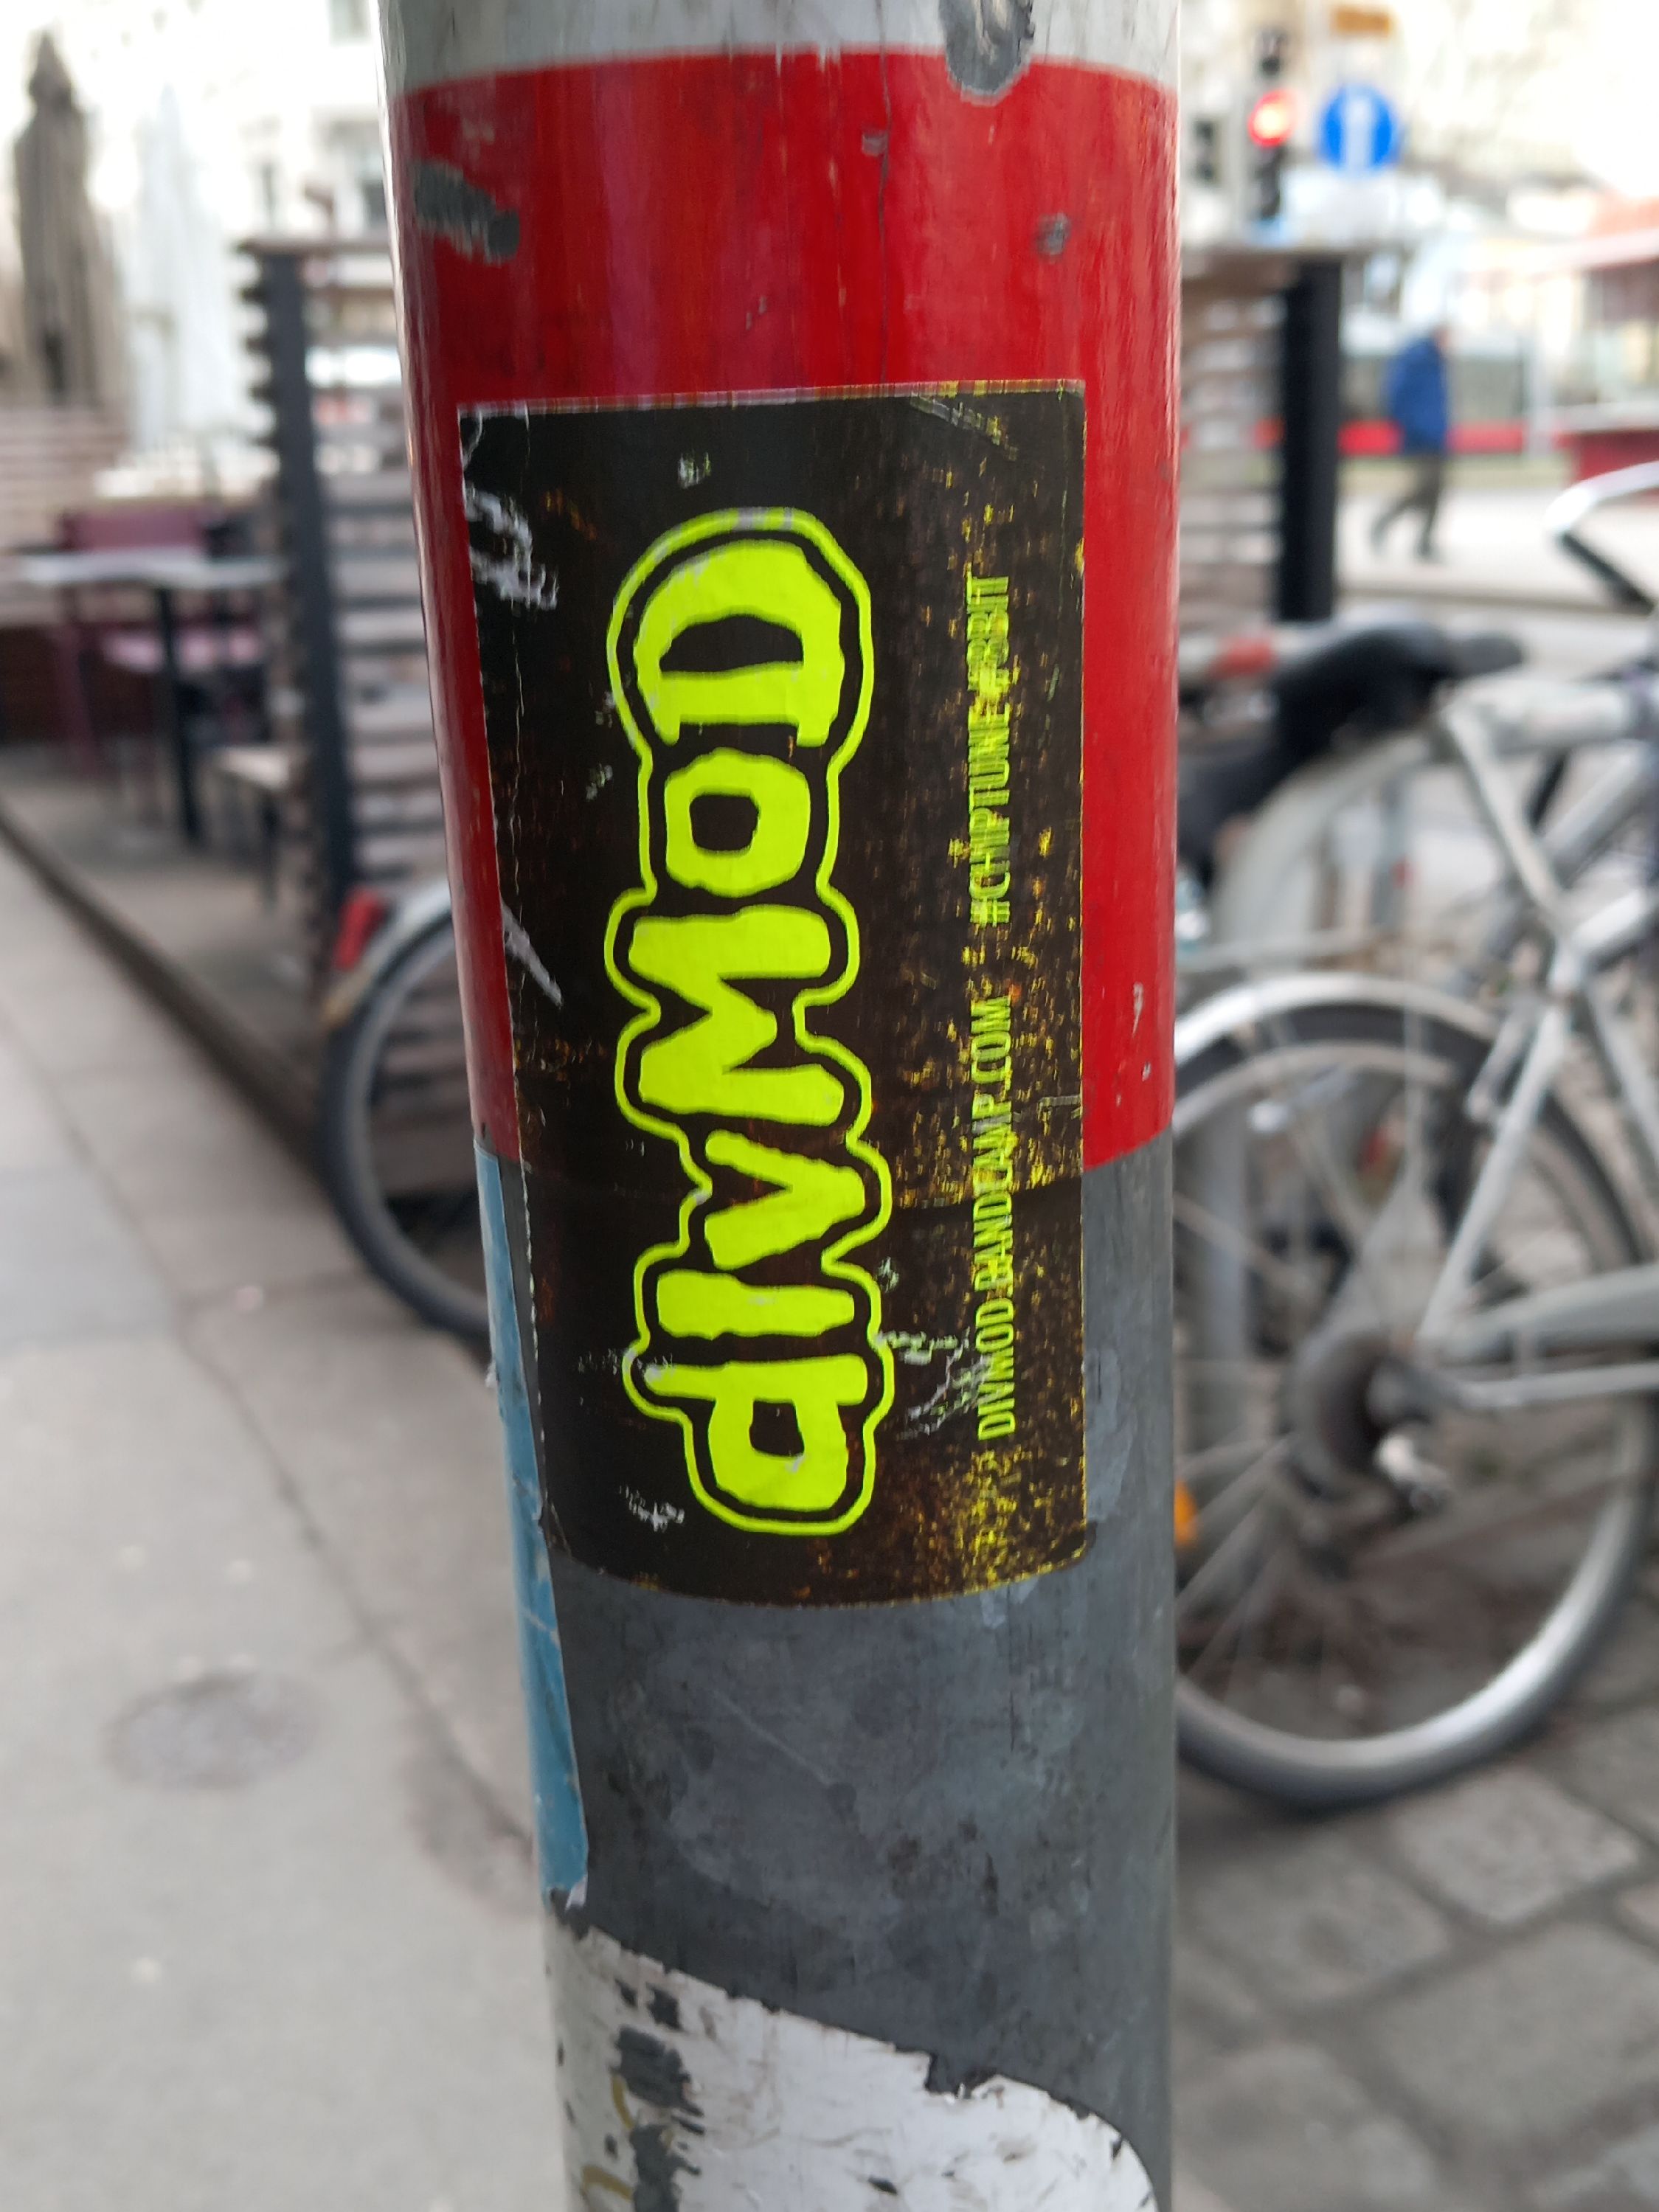 dIVMOD
DIVMOD.BANDCAMP.COM - #CHIPTUNE #8BIT